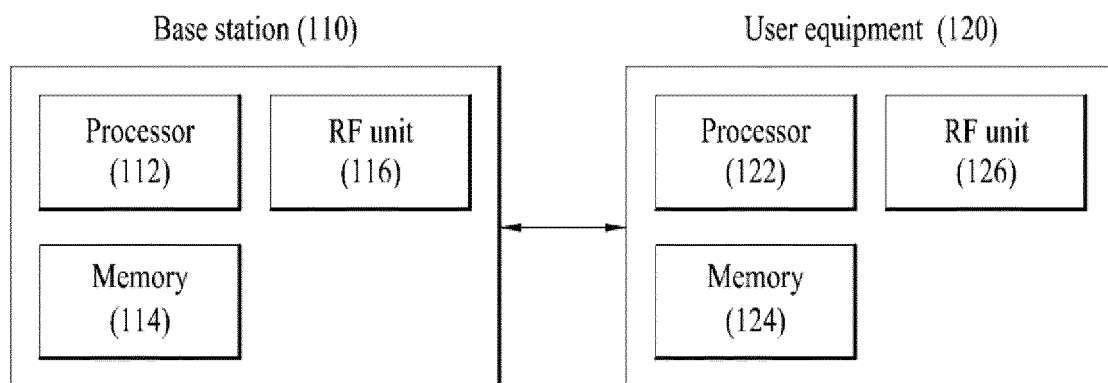 Base station (110)
Processor
(112)
RF unit
(116)
Memory
(114)
User equipment (120)
Processor
(122)
RF unit
(126)
Memory
(124)